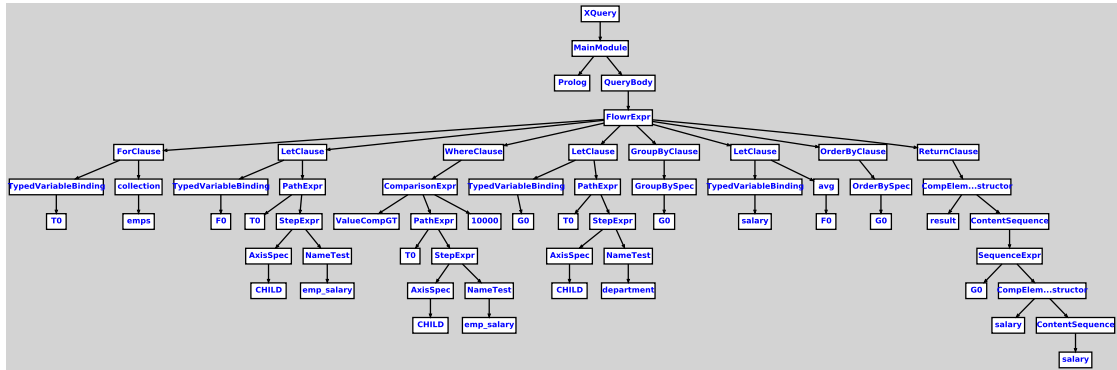 XQuery
MainModule
Prolog QueryBody
FlowrExpr
ForClause LetClause WhereClause LetClause GroupByClause LetClause OrderByClause ReturnClause
TypedVariableBinding collection TypedVariableBinding PathExpr ComparisonExpr TypedVariableBinding PathExpr GroupBySpec TypedVariableBinding avg OrderBySpec CompElem...structor
T0 emps F0 T0 StepExpr ValueCompGT PathExpr 10000 G0 T0 StepExpr G0 salary F0 G0 result ContentSequence
AxisSpec NameTest T0 StepExpr AxisSpec NameTest SequenceExpr
CHILD emp_salary AxisSpec NameTest CHILD department G0 CompElem...structor
CHILD emp_salary salary ContentSequence
salary